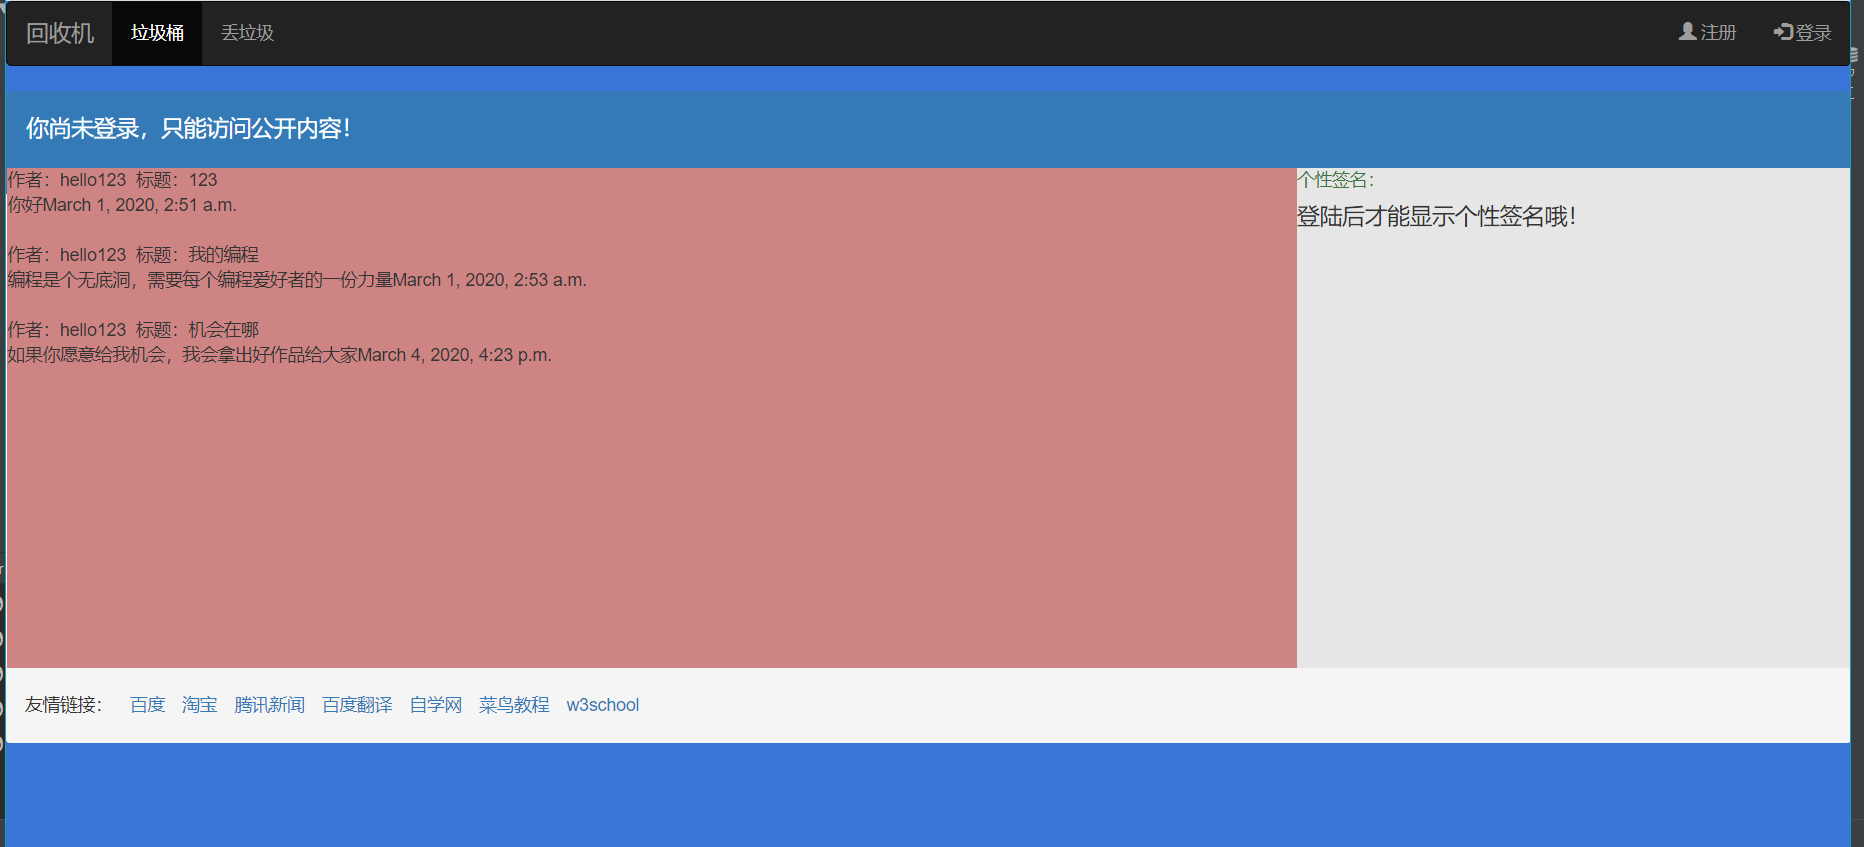 回收机 垃圾桶 丢垃圾 注册 登录
你尚未登录，只能访问公开内容！
作者：hello123 标题：123
你好March 1, 2020, 2:51 a.m.
作者：hello123 标题：我的编程
编程是个无底洞，需要每个编程爱好者的一份力量March 1, 2020, 2:53 a.m.
作者：hello123 标题：机会在哪
如果你愿意给我机会，我会拿出好作品给大家March 4, 2020, 4:23 p.m.
个性签名：
登陆后才能显示个性签名哦！
友情链接： 百度 淘宝 腾讯新闻 百度翻译 自学网 菜鸟教程 w3school